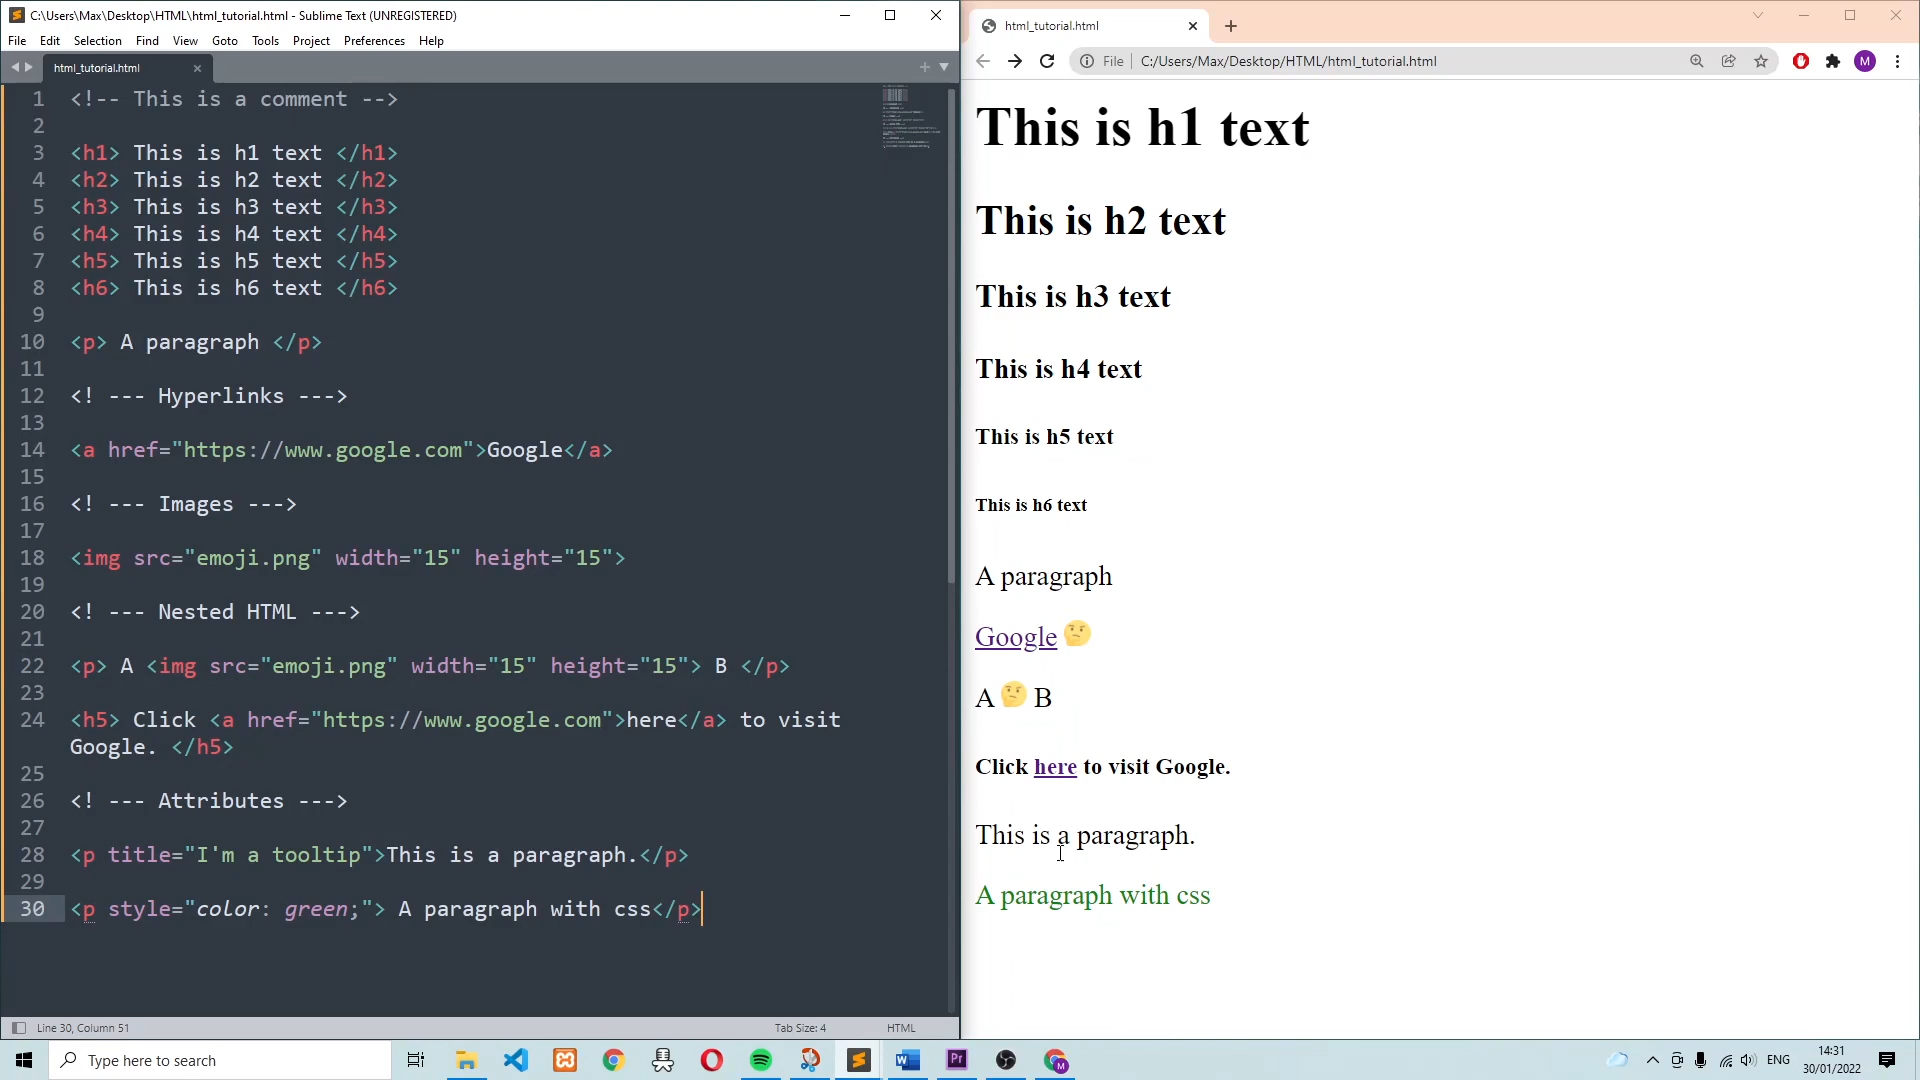 C:\Users\Max\Desktop\HTML\html_tutorial.html - Sublime Text (UNREGISTERED)
File Edit Selection Find View Goto Tools Project Preferences Help
html_tutorial.html
1 <!-- This is a comment -->
2
3 <h1> This is h1 text </h1>
4 <h2> This is h2 text </h2>
5 <h3> This is h3 text </h3>
6 <h4> This is h4 text </h4>
7 <h5> This is h5 text </h5>
8 <h6> This is h6 text </h6>
9
10 <p> A paragraph </p>
11
12 <! --- Hyperlinks --->
13
14 <a href="https://www.google.com">Google</a>
15
16 <! --- Images --->
17
18 <img src="emoji.png" width="15" height="15">
19
20 <! --- Nested HTML --->
21
22 <p> A <img src="emoji.png" width="15" height="15"> B </p>
23
24 <h5> Click <a href="https://www.google.com">here</a> to visit
Google. </h5>
25
26 <! --- Attributes --->
27
28 <p title="I'm a tooltip">This is a paragraph.</p>
29
30 <p style="color: green;"> A paragraph with css</p>
Line 30, Column 51
Tab Size: 4
HTML
html_tutorial.html
File C:/Users/Max/Desktop/HTML/html_tutorial.html
M
This is h1 text
This is h2 text
This is h3 text
This is h4 text
This is h5 text
This is h6 text
A paragraph
Google
A B
Click here to visit Google.
This is a paragraph.
A paragraph with css
Type here to search
W
Pr
M
ENG
14:31
30/01/2022